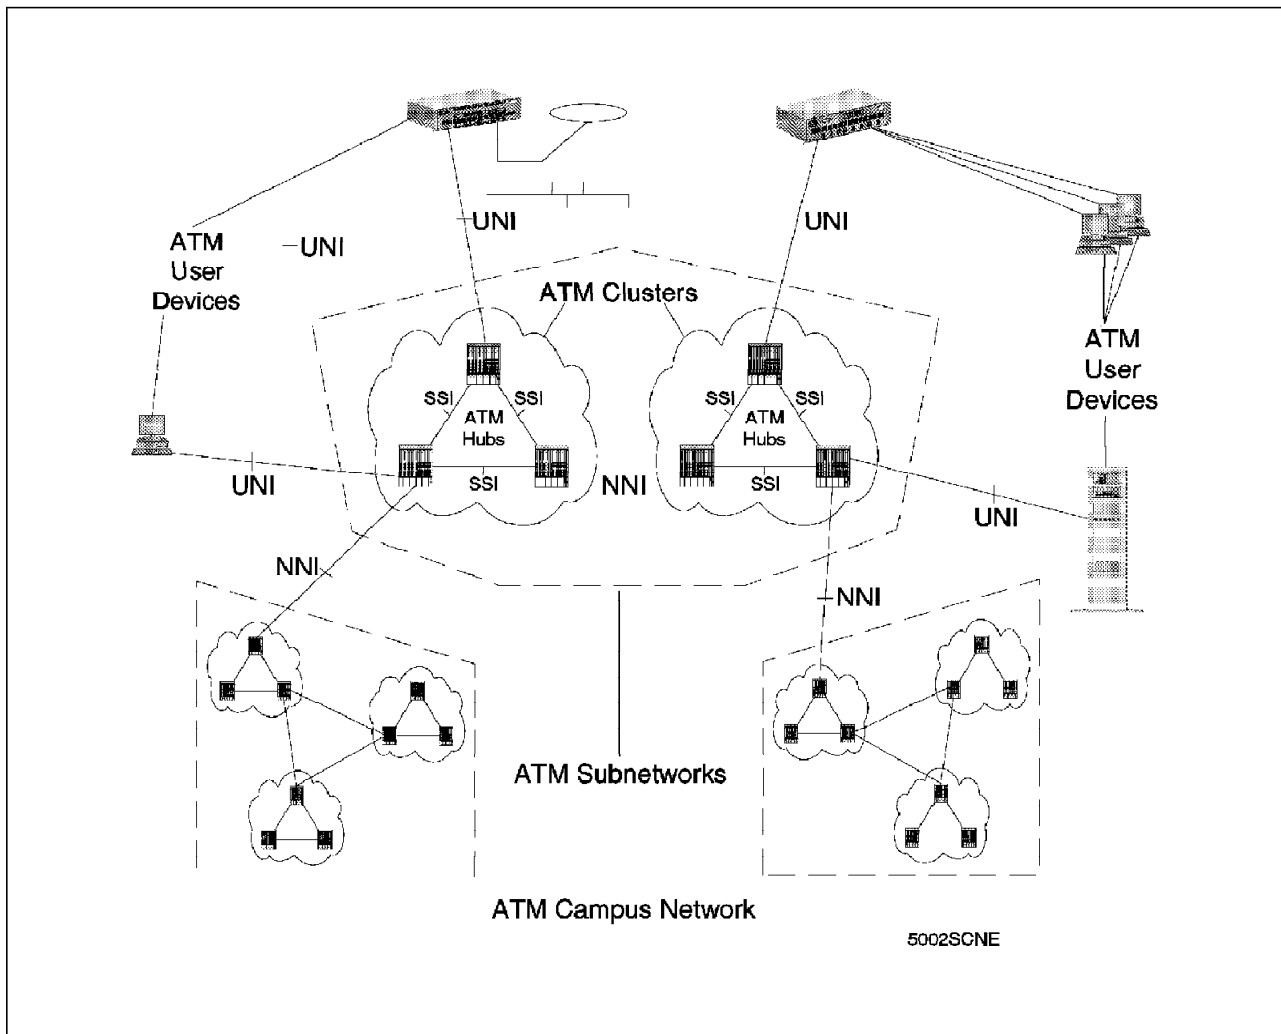 UNI
UNI
ATM
User
Devices
UNI
ATM Clusters
ATM
User
Devices
SSI
SSI
ATM
Hubs
SSI
SSI
SSI
ATM
Hubs
SSI
UNI
NNI
UNI
NNI
NNI
ATM Subnetworks
ATM Campus Network
5002SCNE